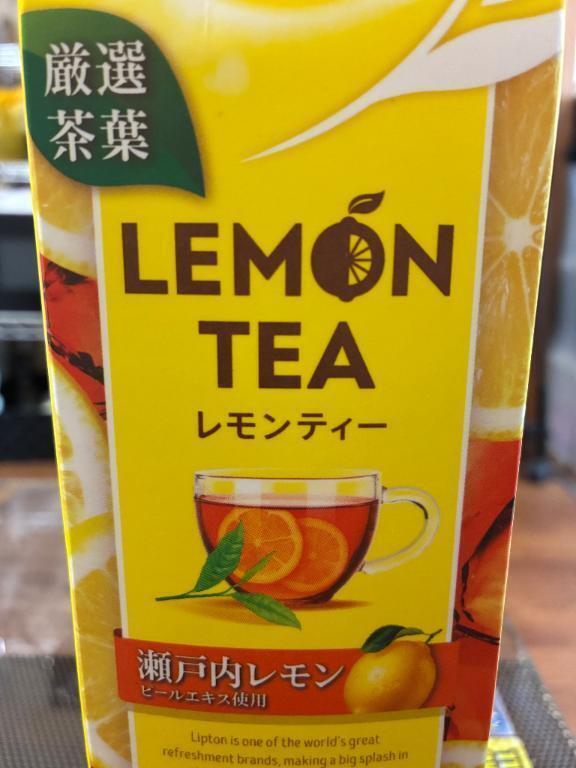 厳選
茶葉
LEMON
TEA
レモンティー
瀬戸内レモン
ピールエキス使用
Lipton is one of the world's great
refreshment brands, making a big splash in